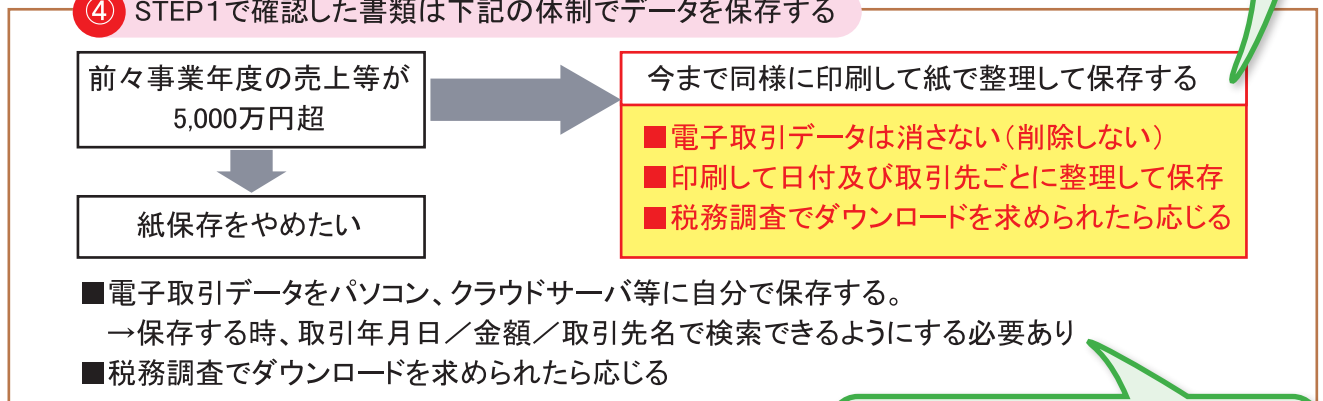 ④ STEP1で確認した書類は下記の体制でデータを保存する
前々事業年度の売上等が
5,000万円超
今まで同様に印刷して紙で整理して保存する
■電子取引データは消さない（削除しない）
■印刷して日付及び取引先ごとに整理して保存
■税務調査でダウンロードを求められたら応じる
紙保存をやめたい
■電子取引データをパソコン、クラウドサーバ等に自分で保存する。
→保存する時、取引年月日／金額／取引先名で検索できるようにする必要あり
■税務調査でダウンロードを求められたら応じる